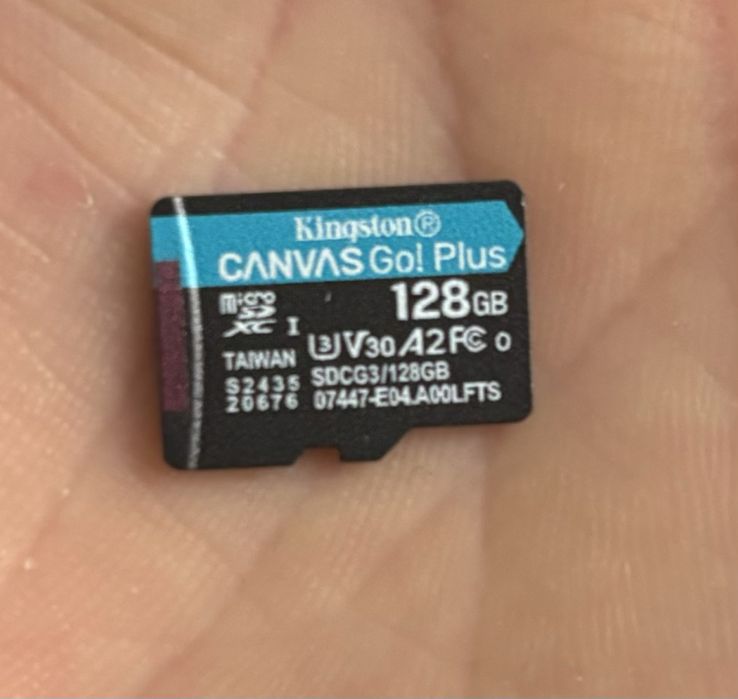 Kingston®
CANVAS Go! Plus
128GB
micro
SD
XC I
U3 V30 A2 FC o
TAIWAN
SDCG3/128GB
S2435
20676
07447-E04.A00LFTS